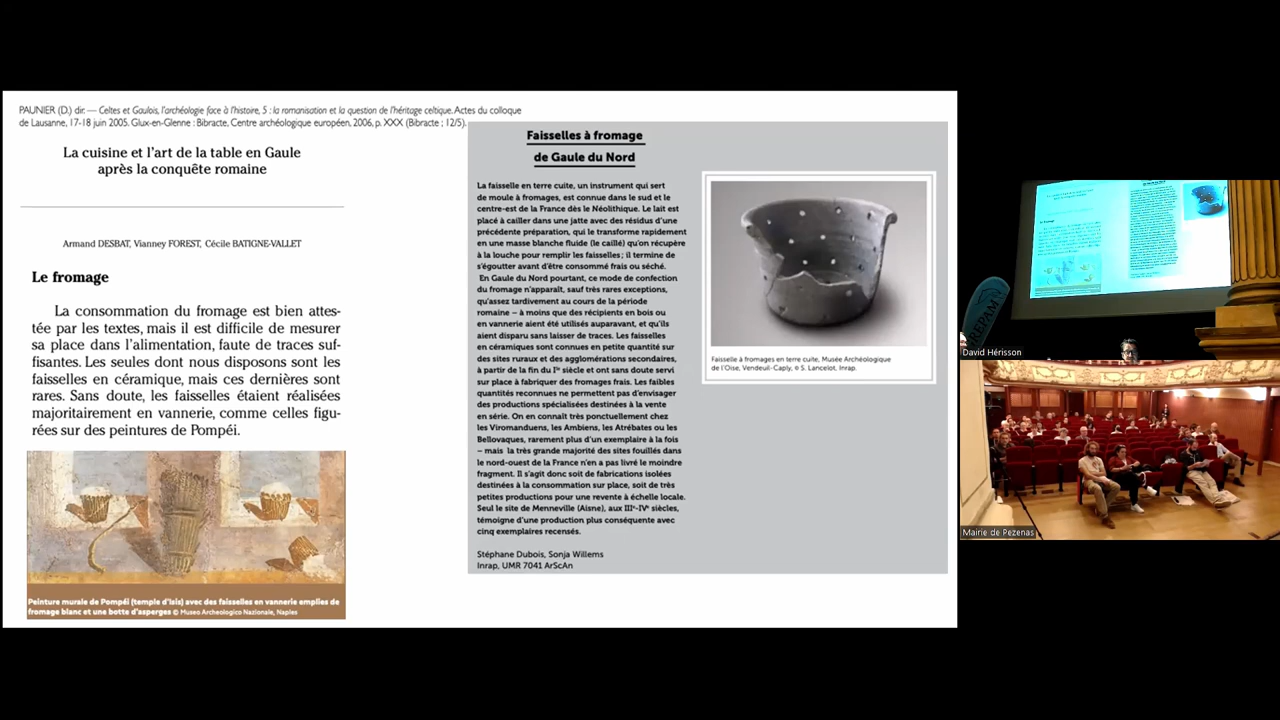 PAUNIER (D.) dir. — Celtes et Gaulois, l'archéologie face à l'histoire, 5 : la romanisation et la question de l'héritage celtique. Actes du colloque
de Lausanne, 17-18 juin 2005. Glux-en-Glenne : Bibracte, Centre archéologique européen, 2006, p. XXX (Bibracte ; 12/5).
La cuisine et l'art de la table en Gaule
après la conquête romaine
Armand DESBAT, Vianney FOREST, Cécile BATIGNE-VALLET
Le fromage
La consommation du fromage est bien attes-
tée par les textes, mais il est difficile de mesurer
sa place dans l'alimentation, faute de traces suf-
fisantes. Les seules dont nous disposons sont les
faisselles en céramique, mais ces dernières sont
rares. Sans doute, les faisselles étaient réalisées
majoritairement en vannerie, comme celles figu-
rées sur des peintures de Pompéi.
Peinture murale de Pompéi (temple d'Isis) avec des faisselles en vannerie emplies de
fromage blanc et une botte d'asperges © Museo Archeologico Nazionale, Naples
Faisselles à fromage
de Gaule du Nord
La faisselle en terre cuite, un instrument qui sert
de moule à fromages, est connue dans le sud et le
centre-est de la France dès le Néolithique. Le lait est
placé à cailler dans une jatte avec des résidus d'une
précédente préparation, qui le transforme rapidement
en une masse blanche fluide (le caillé) qu'on récupère
à la louche pour remplir les faisselles ; il termine de
s'égoutter avant d'être consommé frais ou séché.
En Gaule du Nord pourtant, ce mode de confection
du fromage n'apparaît, sauf très rares exceptions,
qu'assez tardivement au cours de la période
romaine – à moins que des récipients en bois ou
en vannerie aient été utilisés auparavant, et qu'ils
aient disparu sans laisser de traces. Les faisselles
en céramiques sont connues en petite quantité sur
des sites ruraux et des agglomérations secondaires,
à partir de la fin du Ier siècle et ont sans doute servi
sur place à fabriquer des fromages frais. Les faibles
quantités reconnues ne permettent pas d'envisager
des productions spécialisées destinées à la vente
en série. On en connaît très ponctuellement chez
les Viromanduens, les Ambiens, les Atrébates ou les
Bellovaques, rarement plus d'un exemplaire à la fois
– mais la très grande majorité des sites fouillés dans
le nord-ouest de la France n'en a pas livré le moindre
fragment. Il s'agit donc soit de fabrications isolées
destinées à la consommation sur place, soit de très
petites productions pour une revente à échelle locale.
Seul le site de Menneville (Aisne), aux IIIe-IVe siècles,
témoigne d'une production plus conséquente avec
cinq exemplaires recensés.
Stéphane Dubois, Sonja Willems
Inrap, UMR 7041 ArScAn
Faisselle à fromages en terre cuite, Musée Archéologique
de l'Oise, Vendeuil-Caply, © S. Lancelot, Inrap.
David Hérisson
Mairie de Pezenas